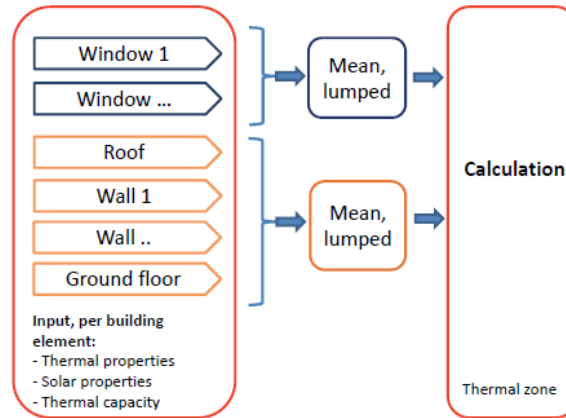 Window 1
Window ...
Roof
Wall 1
Wall ..
Ground floor
Input, per building
element:
- Thermal properties
- Solar properties
- Thermal capacity
Mean,
lumped
Mean,
lumped
Calculation
Thermal zone